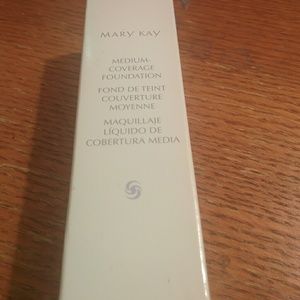 MARY KAY
MEDIUM-
COVERAGE
FOUNDATION
FOND DE TEINT
COUVERTURE
MOYENNE
MAQUILLAJE
LÍQUIDO DE
COBERTURA MEDIA